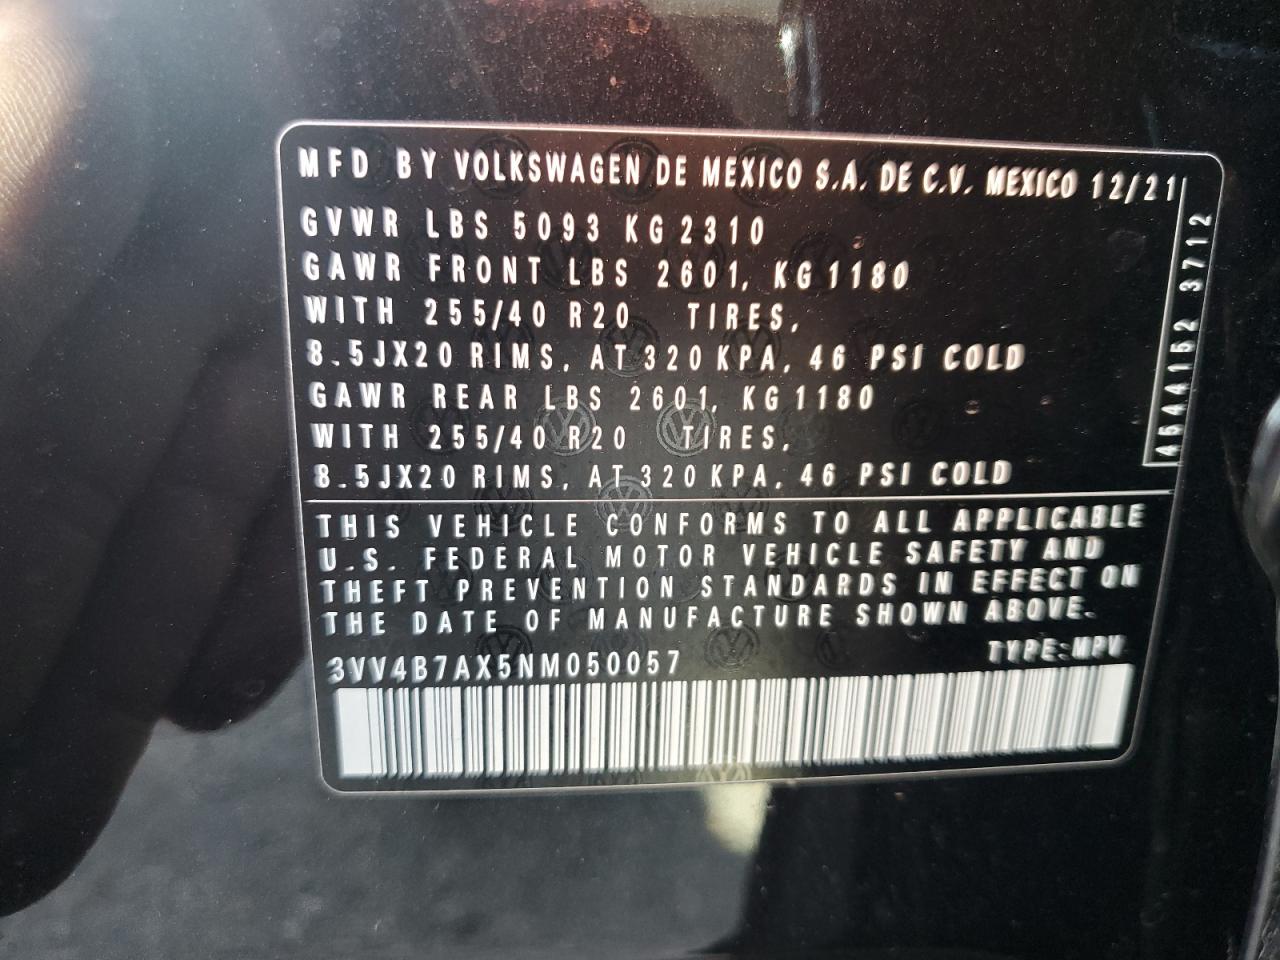 MFD BY VOLKSWAGEN DE MEXICO S.A. DE C.V. MEXICO 12/21
GVWR LBS 5093 KG 2310
GAWR FRONT LBS 2601, KG 1180
WITH 255/40 R20 TIRES,
8.5JX20 RIMS, AT 320 KPA, 46 PSI COLD
GAWR REAR LBS 2601, KG 1180
WITH 255/40 R20 TIRES,
8.5JX20 RIMS, AT 320 KPA, 46 PSI COLD
454A152 3712
THIS VEHICLE CONFORMS TO ALL APPLICABLE
U.S. FEDERAL MOTOR VEHICLE SAFETY AND
THEFT PREVENTION STANDARDS IN EFFECT ON
THE DATE OF MANUFACTURE SHOWN ABOVE.
3VV4B7AX5NM050057 TYPE:MPV